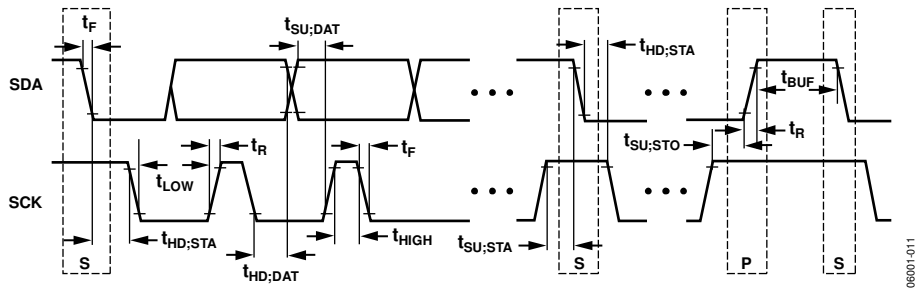 tF
tSU;DAT
tHD;STA
SDA
tBUF
tR
tF
tSU;STO
tR
tLOW
SCK
tHD;STA
tHIGH
tSU;STA
tHD;DAT
S
S
P
S
06001-011